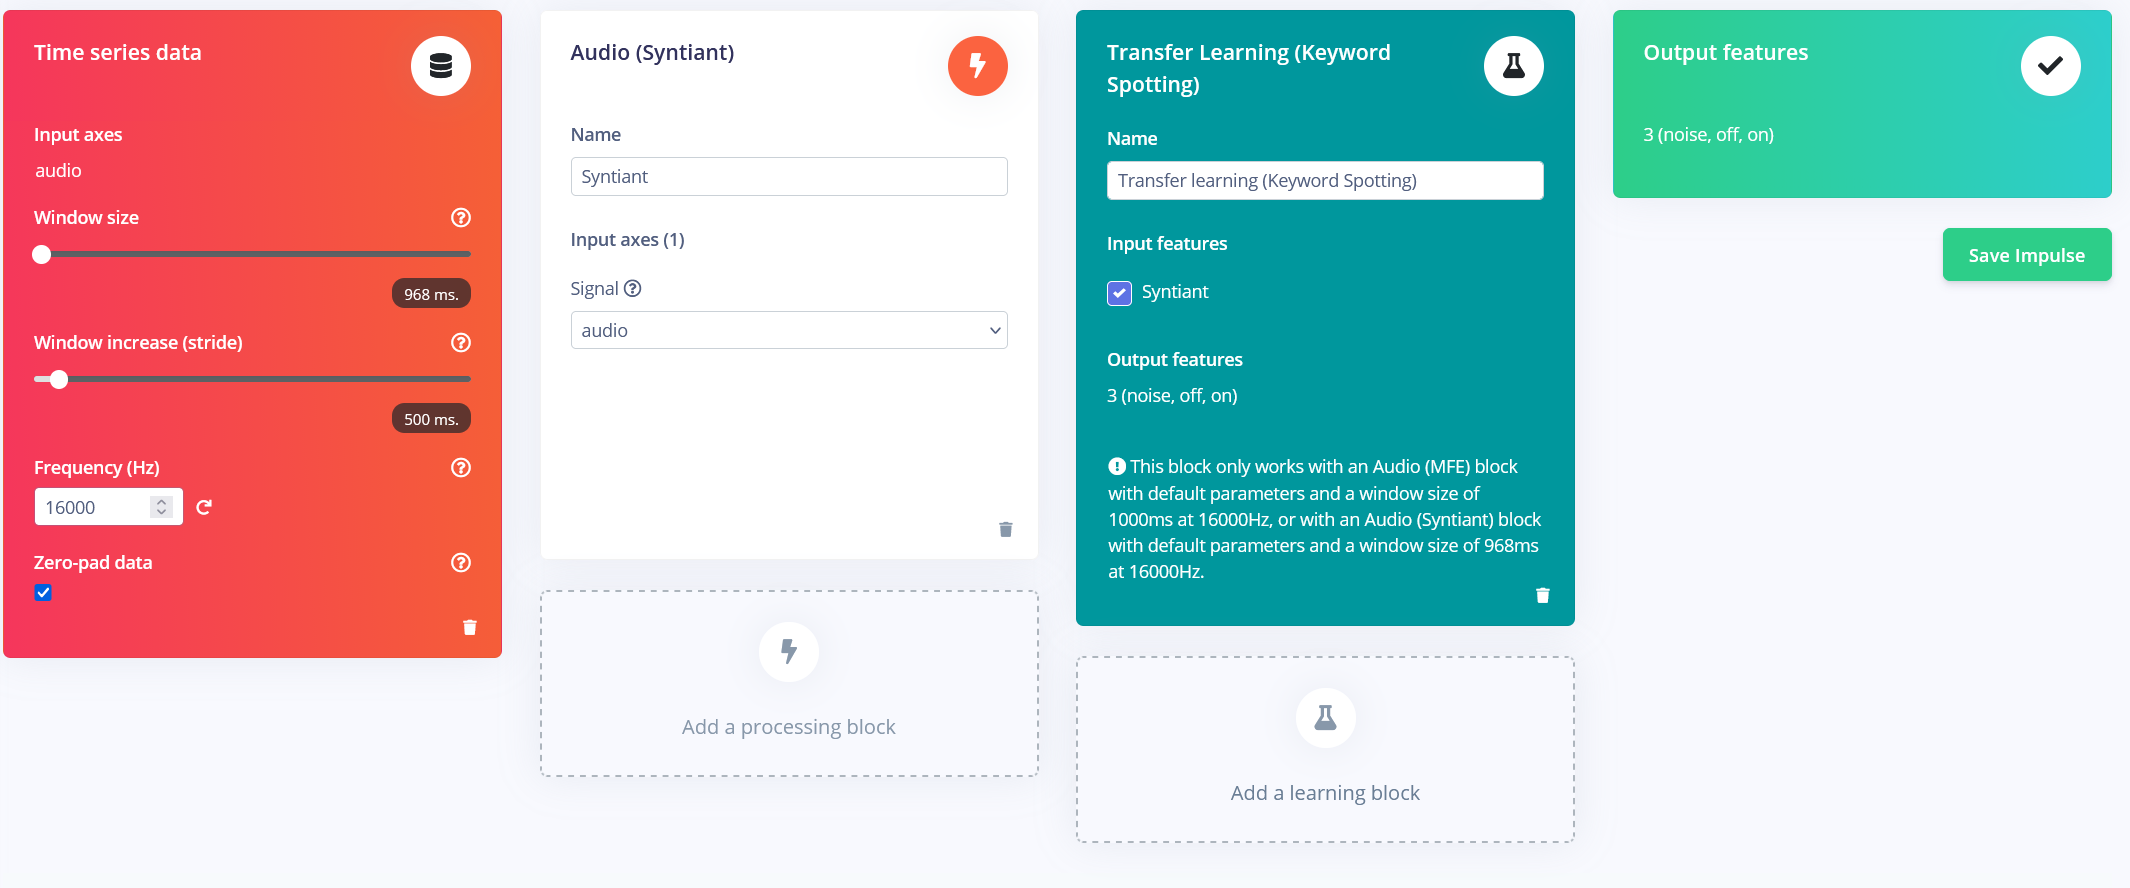 Time series data
Input axes
audio
Window size
968 ms.
Window increase (stride)
500 ms.
Frequency (Hz)
16000
Zero-pad data
Audio (Syntiant)
Name
Syntiant
Input axes (1)
Signal
audio
Add a processing block
Transfer Learning (Keyword
Spotting)
Name
Transfer learning (Keyword Spotting)
Input features
Syntiant
Output features
3 (noise, off, on)
This block only works with an Audio (MFE) block
with default parameters and a window size of
1000ms at 16000Hz, or with an Audio (Syntiant) block
with default parameters and a window size of 968ms
at 16000Hz.
Add a learning block
Output features
3 (noise, off, on)
Save Impulse